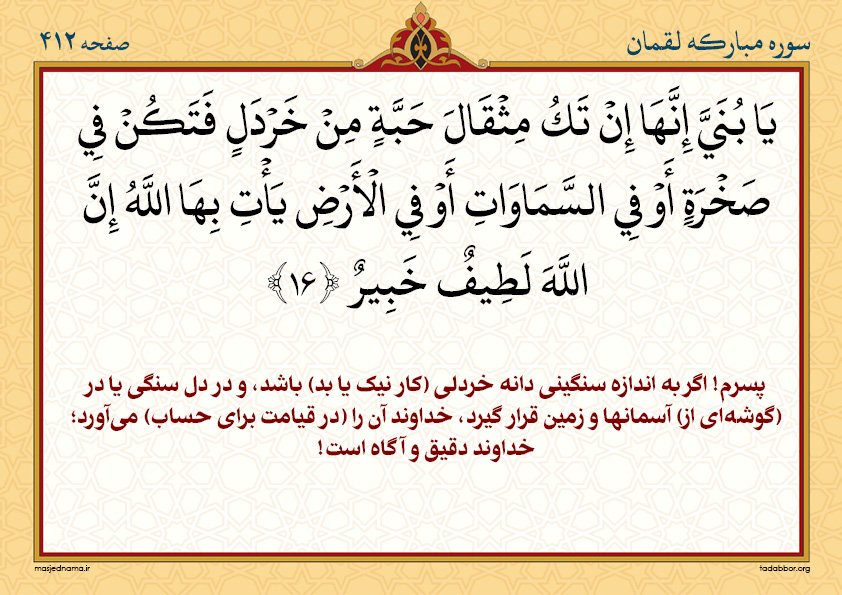 سوره مبارکه لقمان
صفحه ۴۱۲
يَا بُنَيَّ إِنَّهَا إِنْ تَكُ مِثْقَالَ حَبَّةٍ مِنْ خَرْدَلٍ فَتَكُنْ فِي
صَخْرَةٍ أَوْ فِي السَّمَاوَاتِ أَوْ فِي الْأَرْضِ يَأْتِ بِهَا اللَّهُ إِنَّ
اللَّهَ لَطِيفٌ خَبِيرٌ ﴿۱۶﴾
پسرم! اگر به اندازه سنگینی دانه خردلی (کار نیک یا بد) باشد، و در دل سنگی یا در
(گوشه‌ای از) آسمانها و زمین قرار گیرد، خداوند آن را (در قیامت برای حساب) می‌آورد؛
خداوند دقیق و آگاه است!
masjednama.ir
tadabbor.org